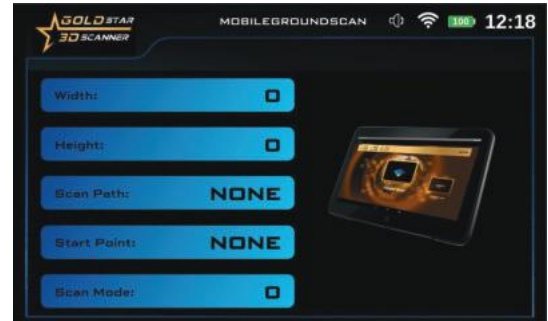 GOLD STAR
3D SCANNER
MOBILEGROUNDSCAN
100
12:18
Width: 0
Height: 0
Scan Path: NONE
Start Point: NONE
Scan Mode: 0